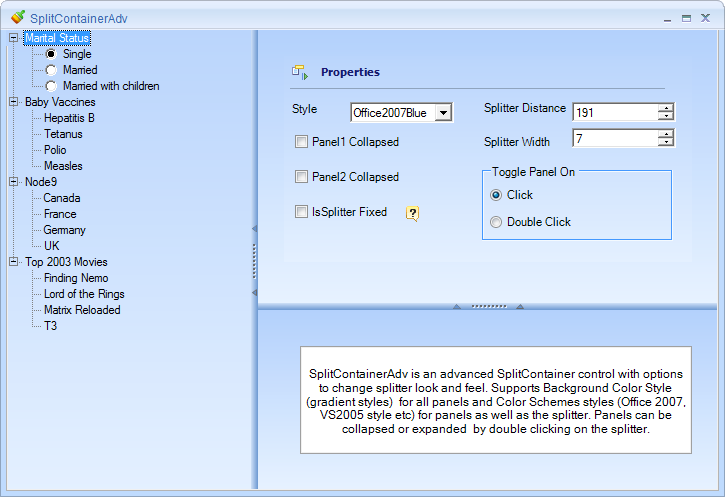 SplitContainerAdv
Marital Status
Single
Married
Married with children
Baby Vaccines
Hepatitis B
Tetanus
Polio
Measles
Node9
Canada
France
Germany
UK
Top 2003 Movies
Finding Nemo
Lord of the Rings
Matrix Reloaded
T3
Properties
Style Office2007Blue
Panel1 Collapsed
Panel2 Collapsed
IsSplitter Fixed ?
Splitter Distance 191
Splitter Width 7
Toggle Panel On
Click
Double Click
SplitContainerAdv is an advanced SplitContainer control with options
to change splitter look and feel. Supports Background Color Style
(gradient styles) for all panels and Color Schemes styles (Office 2007,
VS2005 style etc) for panels as well as the splitter. Panels can be
collapsed or expanded by double clicking on the splitter.